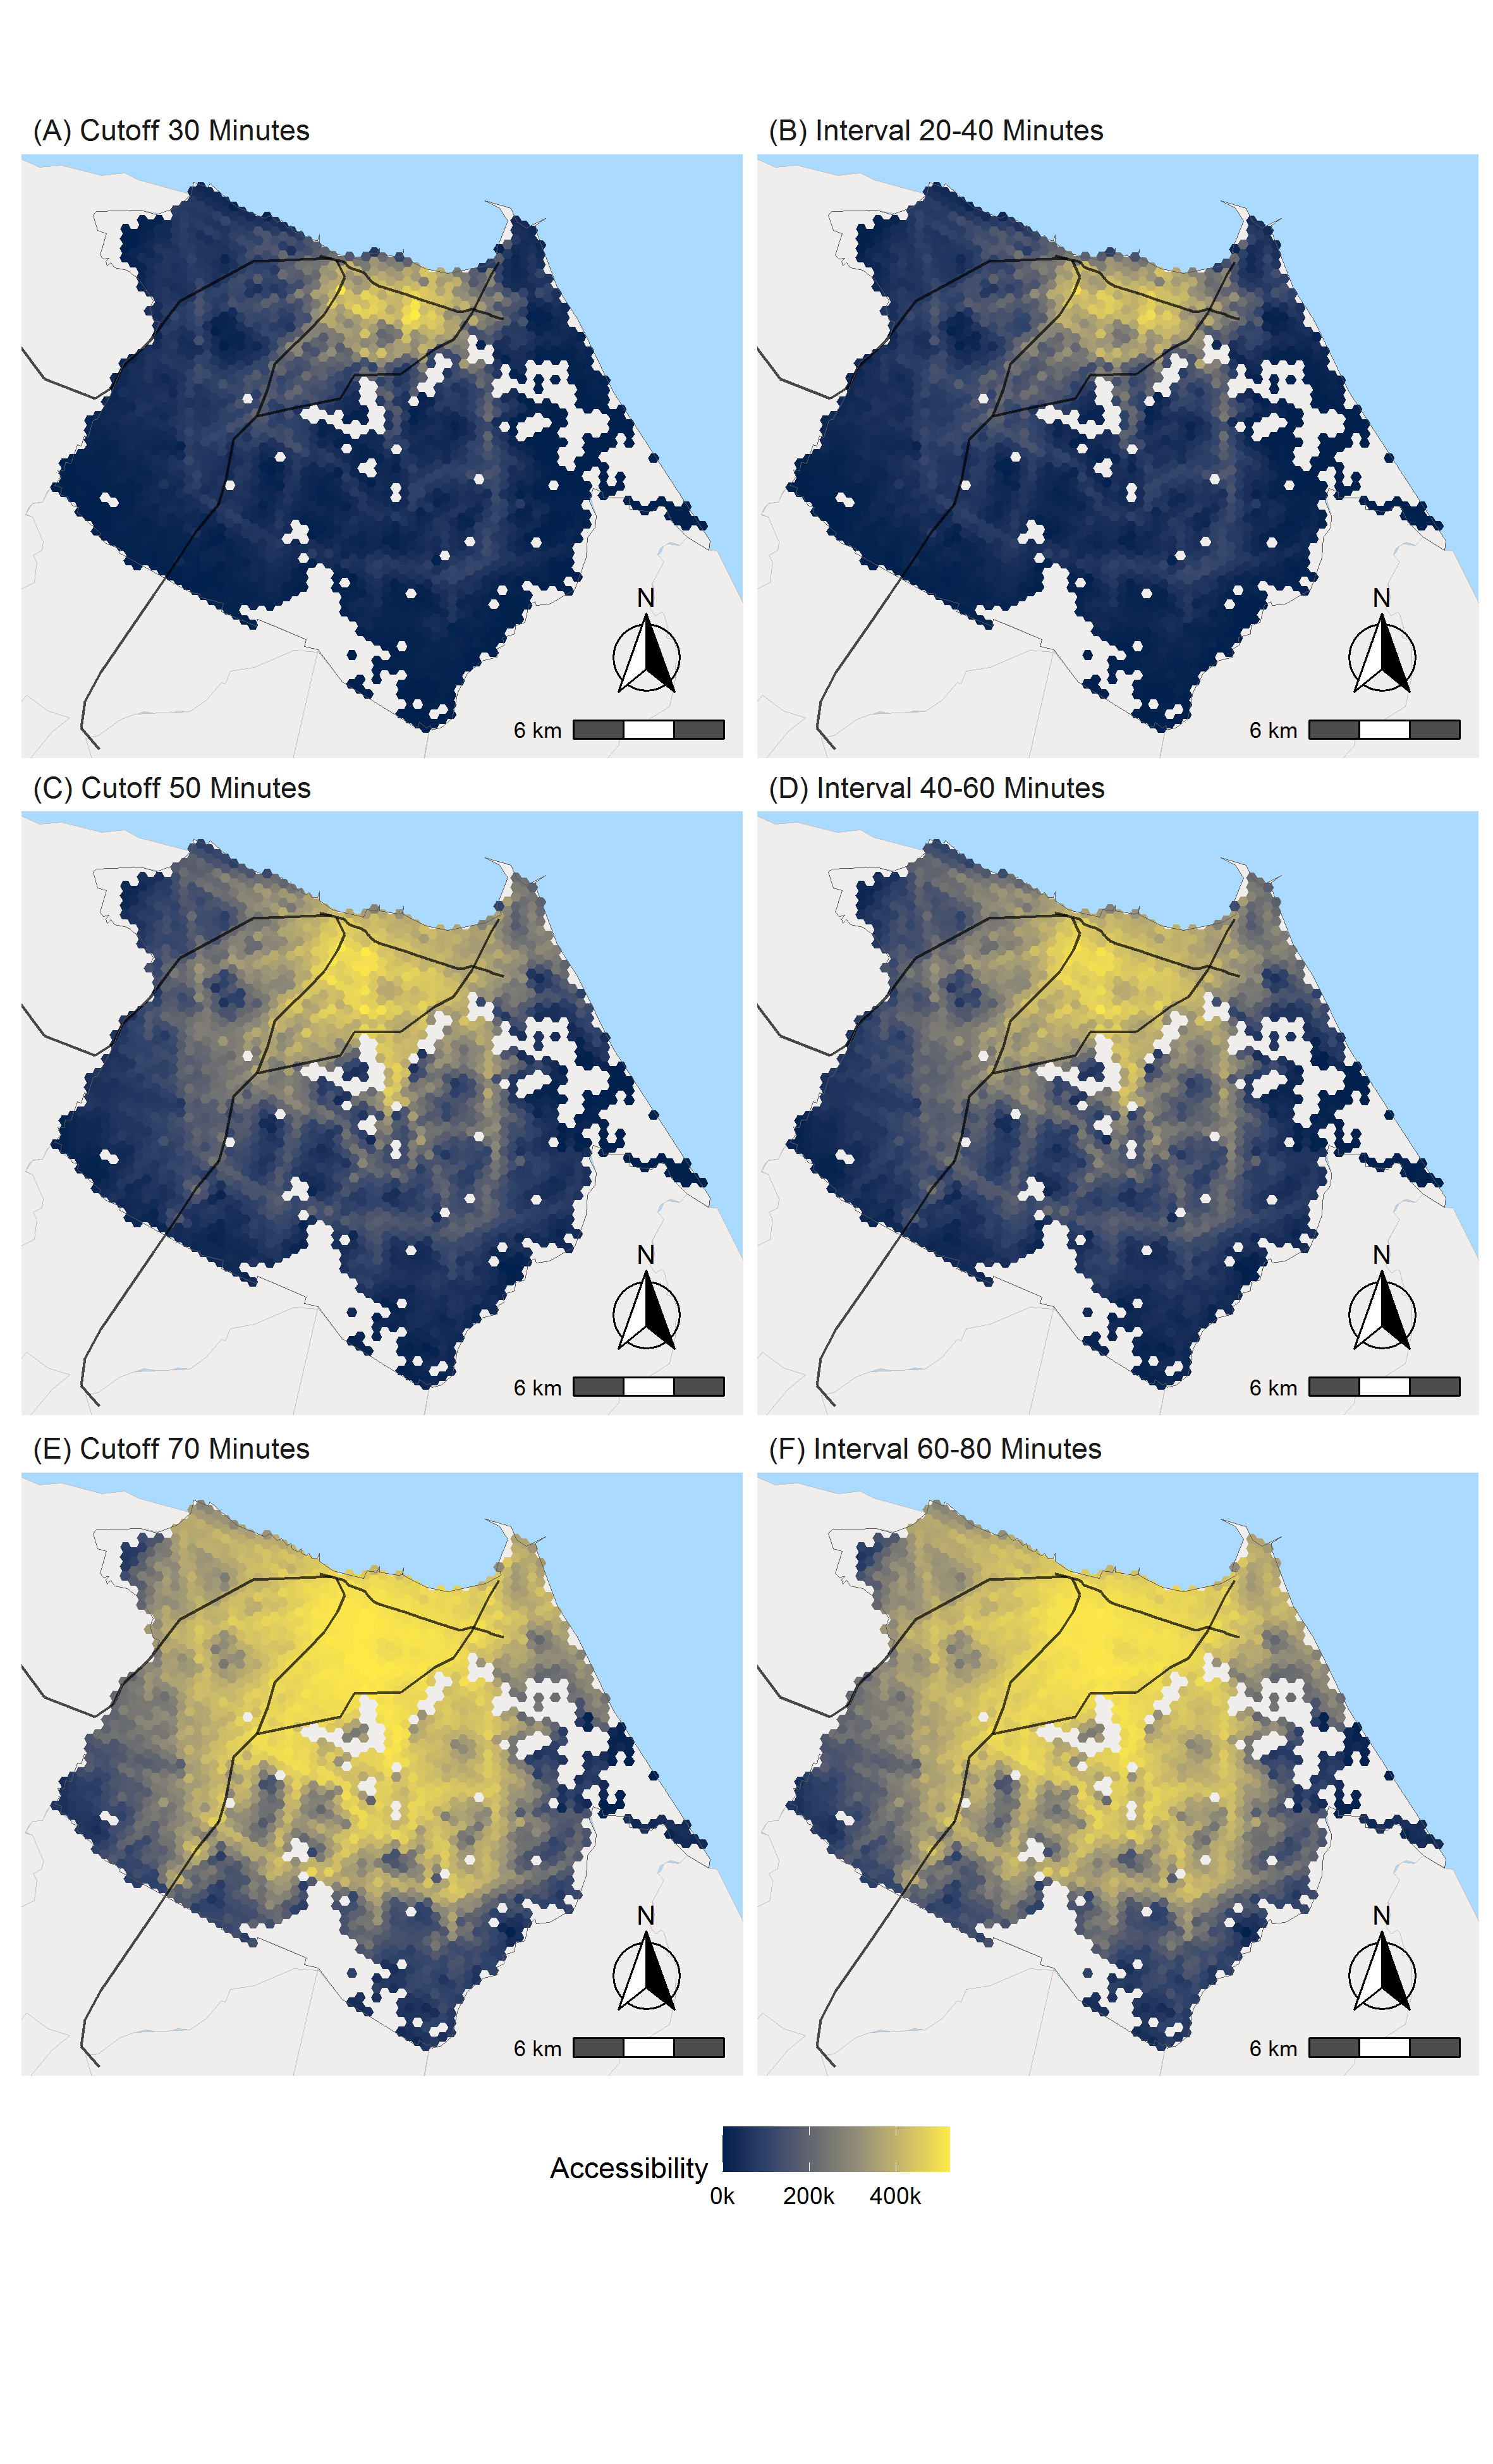 (A) Cutoff 30 Minutes
(B) Interval 20-40 Minutes
N
6 km
N
6 km
(C) Cutoff 50 Minutes
(D) Interval 40-60 Minutes
N
6 km
N
6 km
(E) Cutoff 70 Minutes
(F) Interval 60-80 Minutes
N
6 km
N
6 km
Accessibility
0k 200k 400k